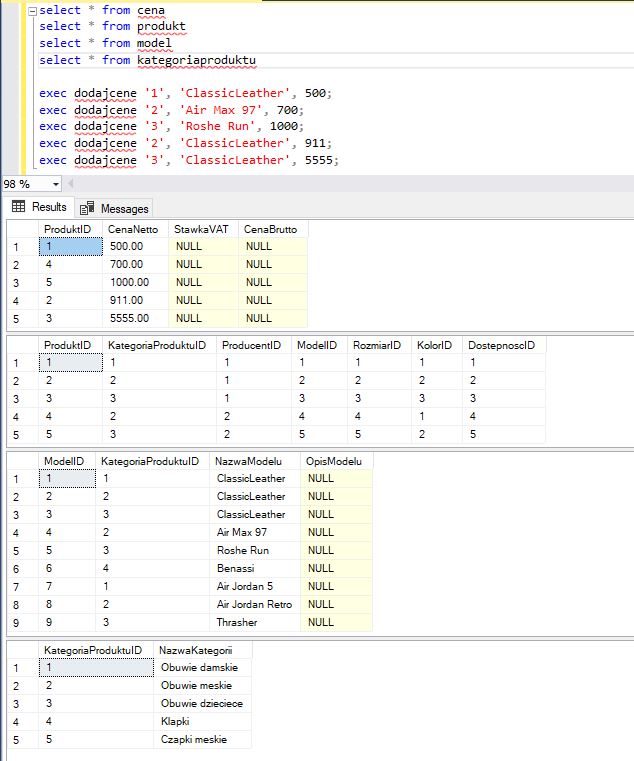 select * from cena
select * from produkt
select * from model
select * from kategoriaproduktu
exec dodajcene '1', 'ClassicLeather', 500;
exec dodajcene '2', 'Air Max 97', 700;
exec dodajcene '3', 'Roshe Run', 1000;
exec dodajcene '2', 'ClassicLeather', 911;
exec dodajcene '3', 'ClassicLeather', 5555;
98 %
Results Messages
ProduktID CenaNetto StawkaVAT CenaBrutto
1 1 500.00 NULL NULL
2 4 700.00 NULL NULL
3 5 1000.00 NULL NULL
4 2 911.00 NULL NULL
5 3 5555.00 NULL NULL
ProduktID KategoriaProduktuID ProducentID ModelID RozmiarID KolorID DostepnoscID
1 1 1 1 1 1 1 1
2 2 2 1 2 2 2 2
3 3 3 1 3 3 3 3
4 4 2 2 4 4 1 4
5 5 3 2 5 5 2 5
ModelID KategoriaProduktuID NazwaModelu OpisModelu
1 1 1 ClassicLeather NULL
2 2 2 ClassicLeather NULL
3 3 3 ClassicLeather NULL
4 4 2 Air Max 97 NULL
5 5 3 Roshe Run NULL
6 6 4 Benassi NULL
7 7 1 Air Jordan 5 NULL
8 8 2 Air Jordan Retro NULL
9 9 3 Thrasher NULL
KategoriaProduktuID NazwaKategorii
1 1 Obuwie damskie
2 2 Obuwie meskie
3 3 Obuwie dzieciece
4 4 Klapki
5 5 Czapki meskie